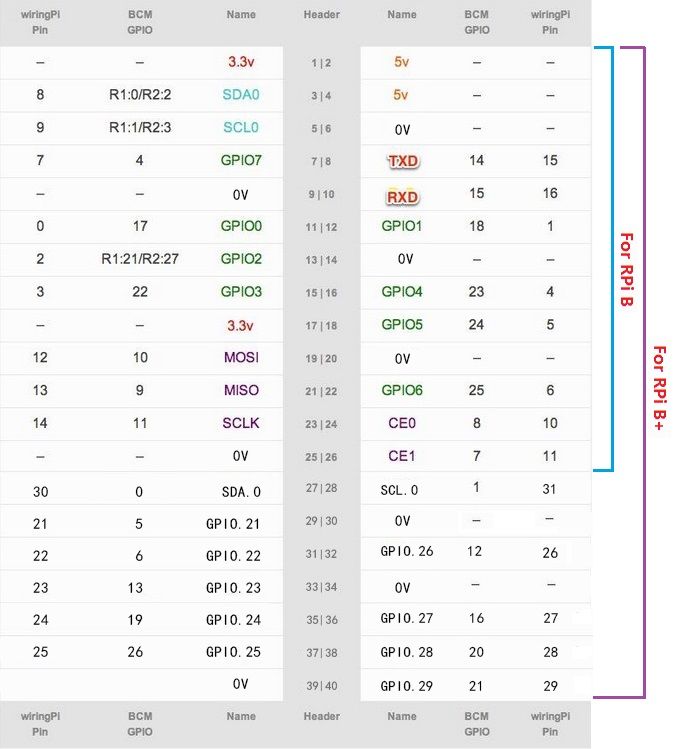 wiringPi Pin BCM GPIO Name Header Name BCM GPIO wiringPi Pin
– – 3.3v 1|2 5v – –
8 R1:0/R2:2 SDA0 3|4 5v – –
9 R1:1/R2:3 SCL0 5|6 0V – –
7 4 GPIO7 7|8 TXD 14 15
– – 0V 9|10 RXD 15 16
0 17 GPIO0 11|12 GPIO1 18 1
2 R1:21/R2:27 GPIO2 13|14 0V – –
3 22 GPIO3 15|16 GPIO4 23 4
– – 3.3v 17|18 GPIO5 24 5
12 10 MOSI 19|20 0V – –
13 9 MISO 21|22 GPIO6 25 6
14 11 SCLK 23|24 CE0 8 10
– – 0V 25|26 CE1 7 11
30 0 SDA.0 27|28 SCL.0 1 31
21 5 GPIO.21 29|30 0V – –
22 6 GPIO.22 31|32 GPIO.26 12 26
23 13 GPIO.23 33|34 0V – –
24 19 GPIO.24 35|36 GPIO.27 16 27
25 26 GPIO.25 37|38 GPIO.28 20 28
0V 39|40 GPIO.29 21 29
wiringPi Pin BCM GPIO Name Header Name BCM GPIO wiringPi Pin
For RPi B
For RPi B+